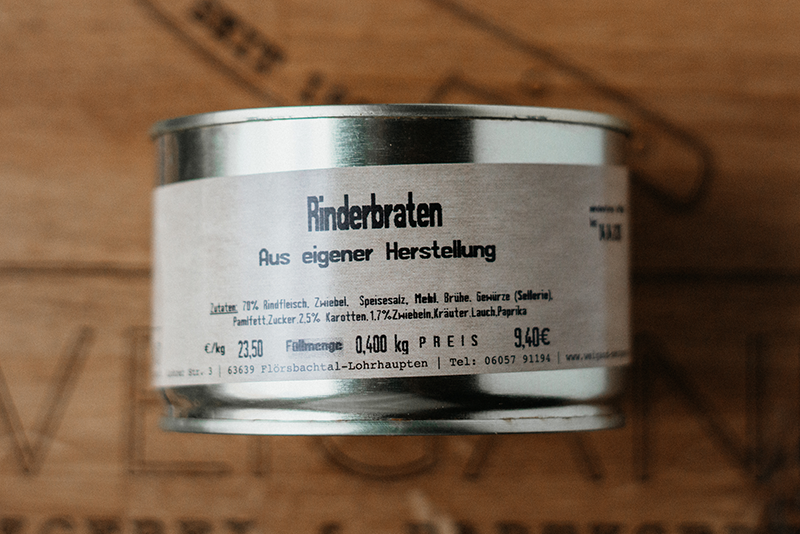 Rinderbraten
Aus eigener Herstellung
Zutaten: 70% Rindfleisch, Zwiebel, Speisesalz, Mehl, Brühe, Gewürze (Sellerie),
Palmfett,Zucker,2,5% Karotten,1,7%Zwiebeln,Kräuter,Lauch,Paprika
€/kg 23,50 Füllmenge 0,400 kg PREIS 9,40€
Str. 3 | 63639 Flörsbachtal-Lohrhaupten | Tel: 06057 91194 |